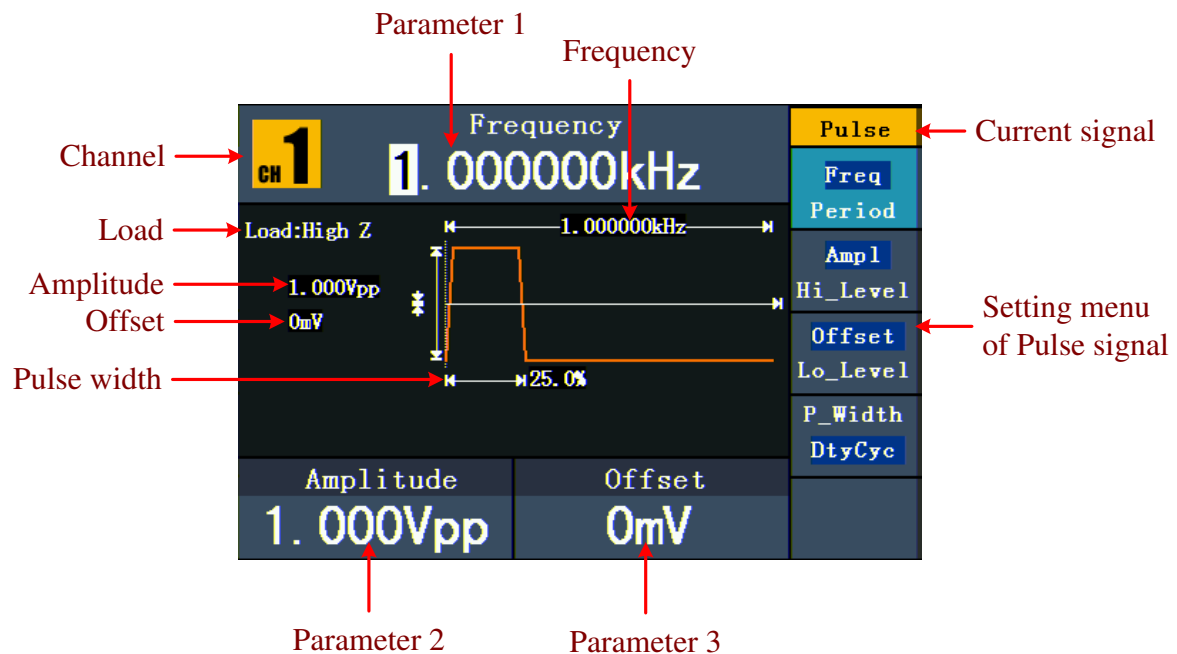 Parameter 1
Frequency
Channel
CH 1
Frequency
1.000000kHz
Pulse
Current signal
Freq
Period
Load
Load:High Z
1.000000kHz
Ampl
Hi_Level
Amplitude
1.000Vpp
Offset
0mV
Offset
Lo_Level
Setting menu
of Pulse signal
Pulse width
25.0%
P_Width
DtyCyc
Amplitude
1.000Vpp
Offset
0mV
Parameter 2
Parameter 3